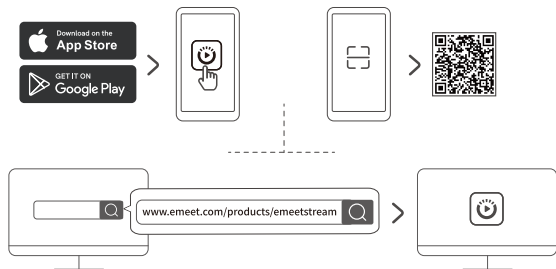 Download on the
App Store
GET IT ON
Google Play
www.emeet.com/products/emeetstream